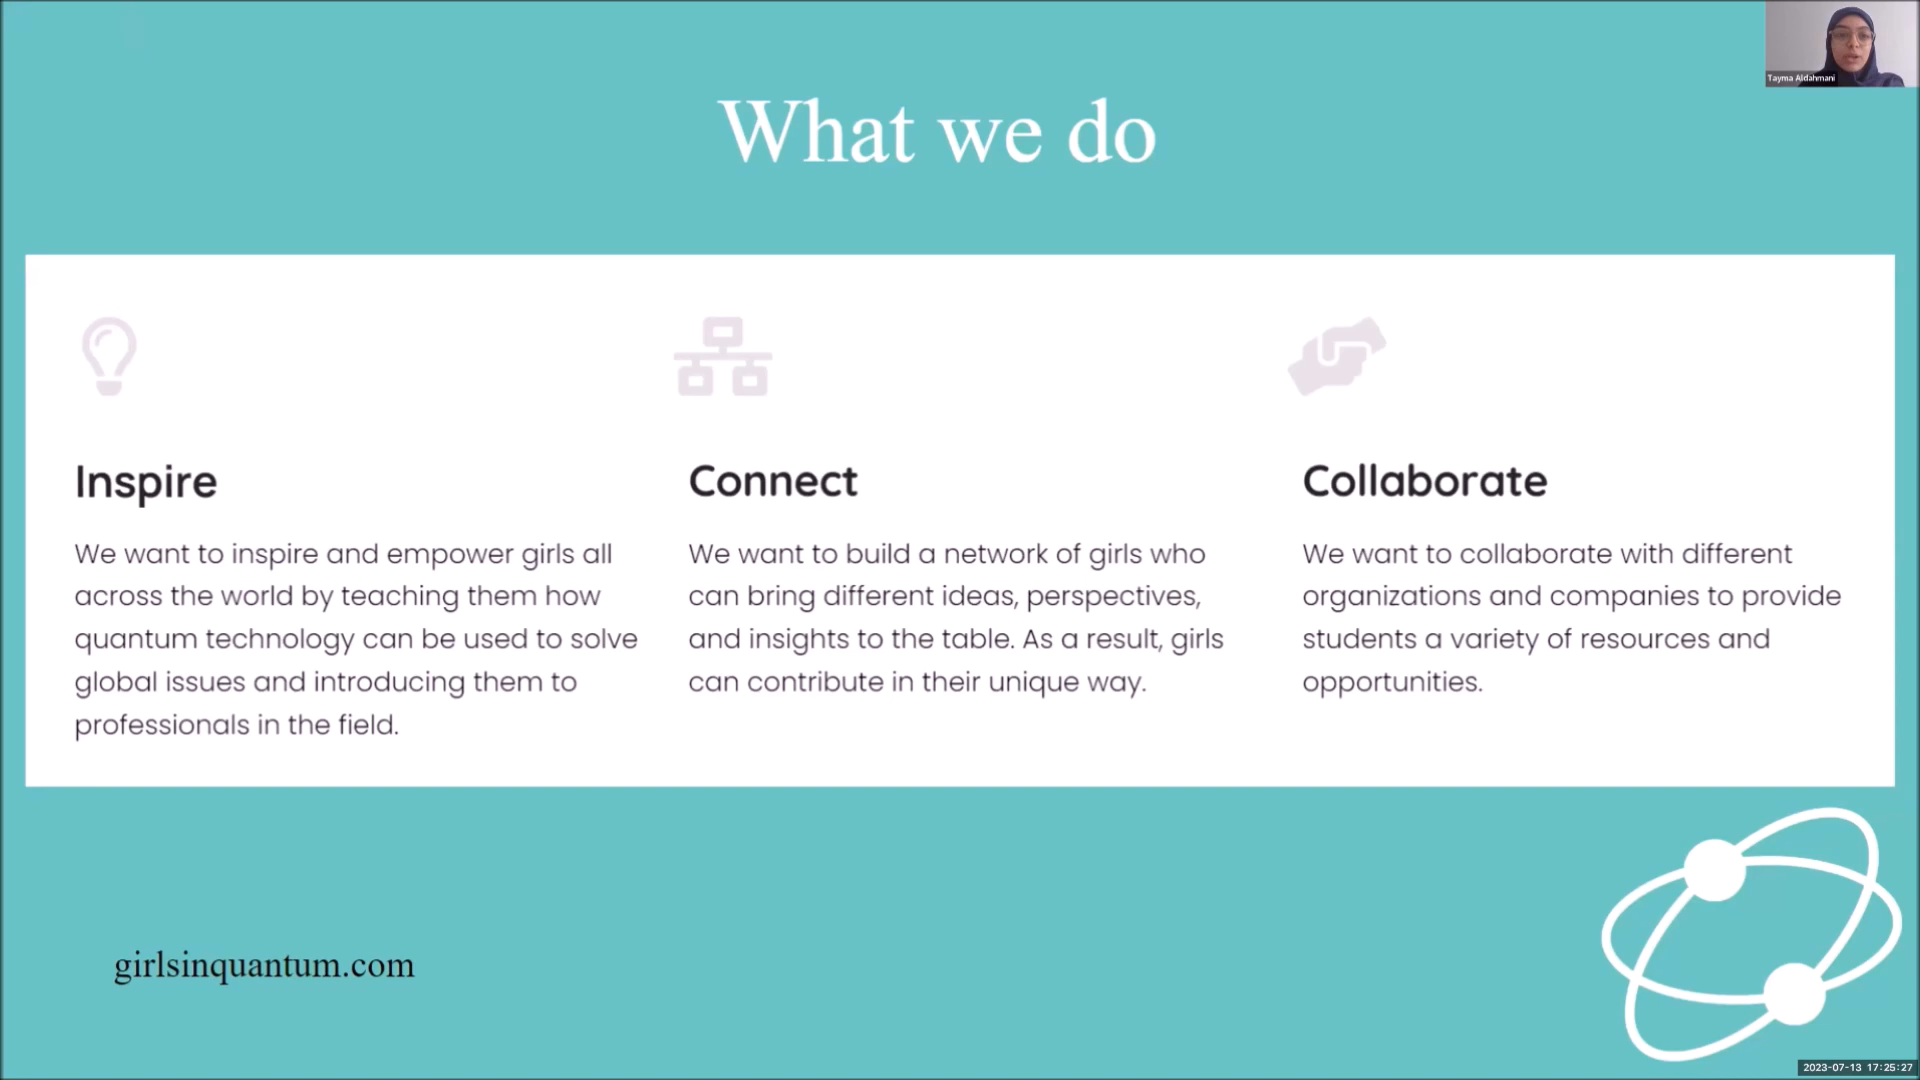 Tayma Aldahmani
What we do
Inspire
We want to inspire and empower girls all
across the world by teaching them how
quantum technology can be used to solve
global issues and introducing them to
professionals in the field.
Connect
We want to build a network of girls who
can bring different ideas, perspectives,
and insights to the table. As a result, girls
can contribute in their unique way.
Collaborate
We want to collaborate with different
organizations and companies to provide
students a variety of resources and
opportunities.
girlsinquantum.com
2023-07-13 17:25:27